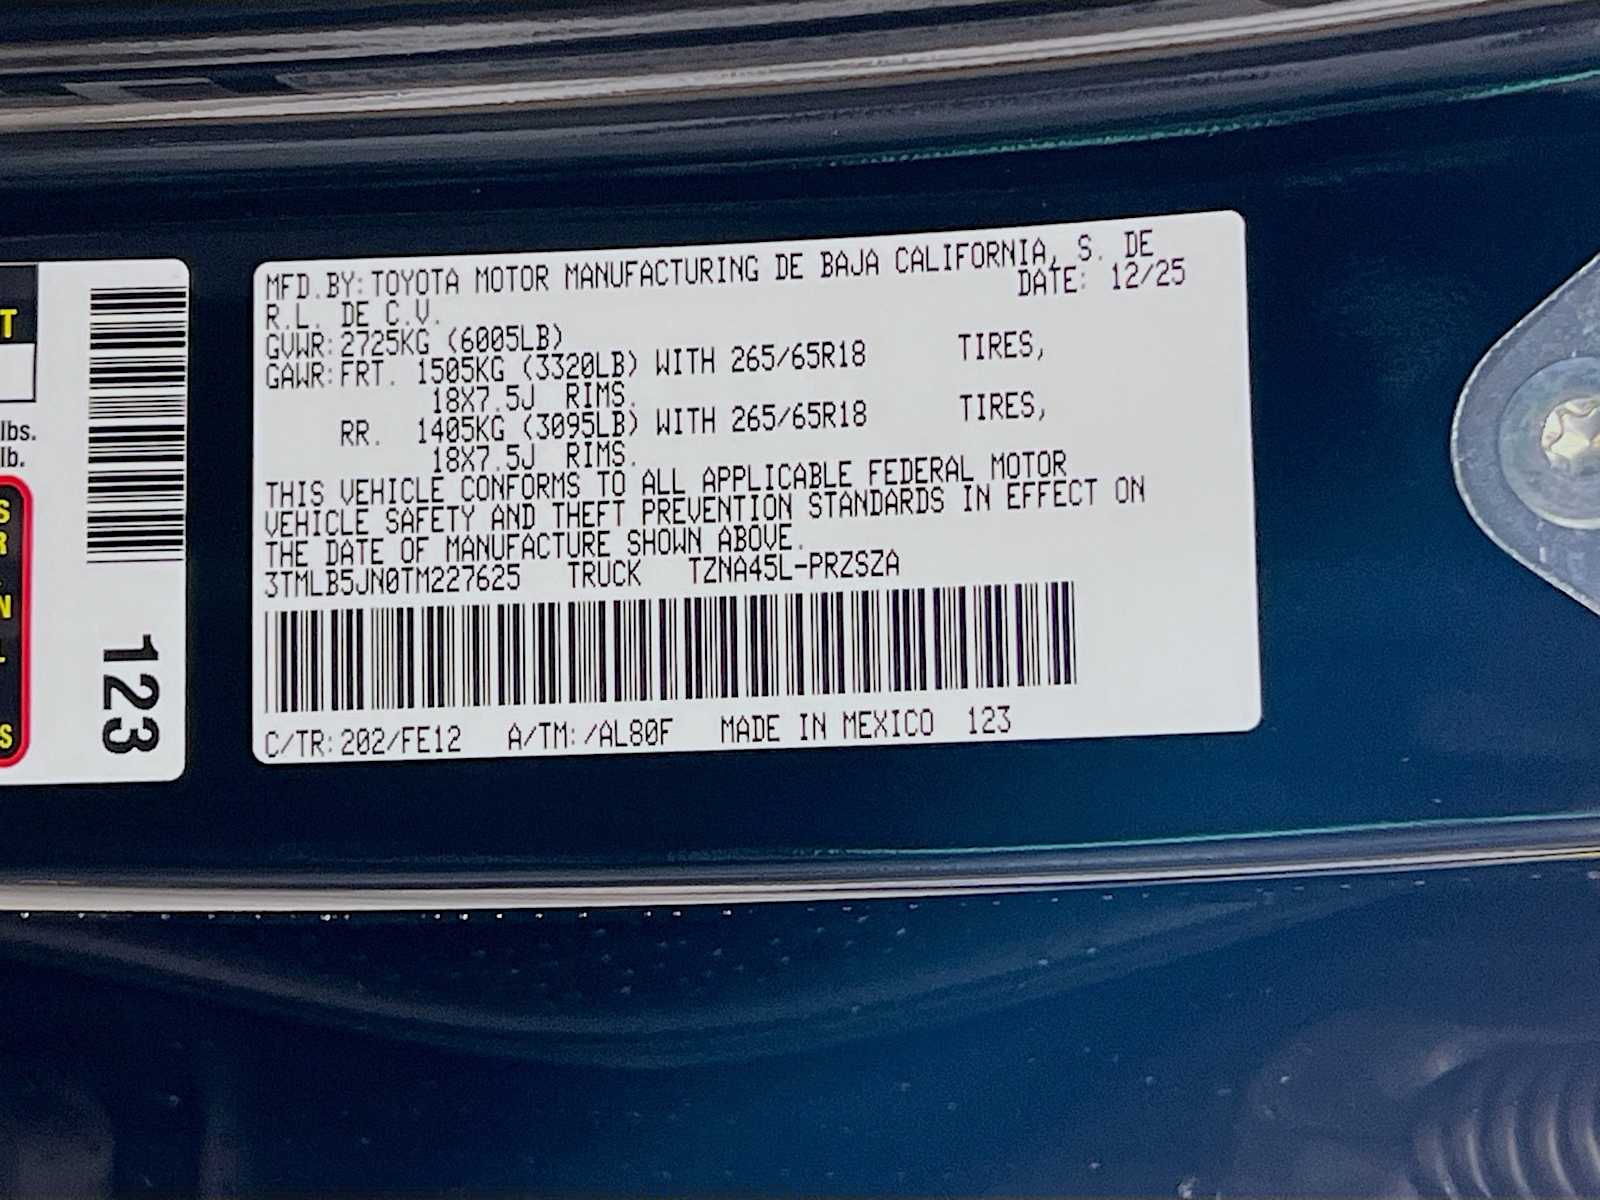 MFD.BY:TOYOTA MOTOR MANUFACTURING DE BAJA CALIFORNIA, S. DE
R.L. DE C.V. DATE: 12/25
GVWR:2725KG (6005LB)
GAWR:FRT. 1505KG (3320LB) WITH 265/65R18 TIRES,
18X7.5J RIMS.
RR. 1405KG (3095LB) WITH 265/65R18 TIRES,
18X7.5J RIMS.
THIS VEHICLE CONFORMS TO ALL APPLICABLE FEDERAL MOTOR
VEHICLE SAFETY AND THEFT PREVENTION STANDARDS IN EFFECT ON
THE DATE OF MANUFACTURE SHOWN ABOVE.
3TMLB5JN0TM227625 TRUCK TZNA45L-PRZSZA
C/TR:202/FE12 A/TM:/AL80F MADE IN MEXICO 123
T
lbs.
lb.
S
R
N
L
S
123